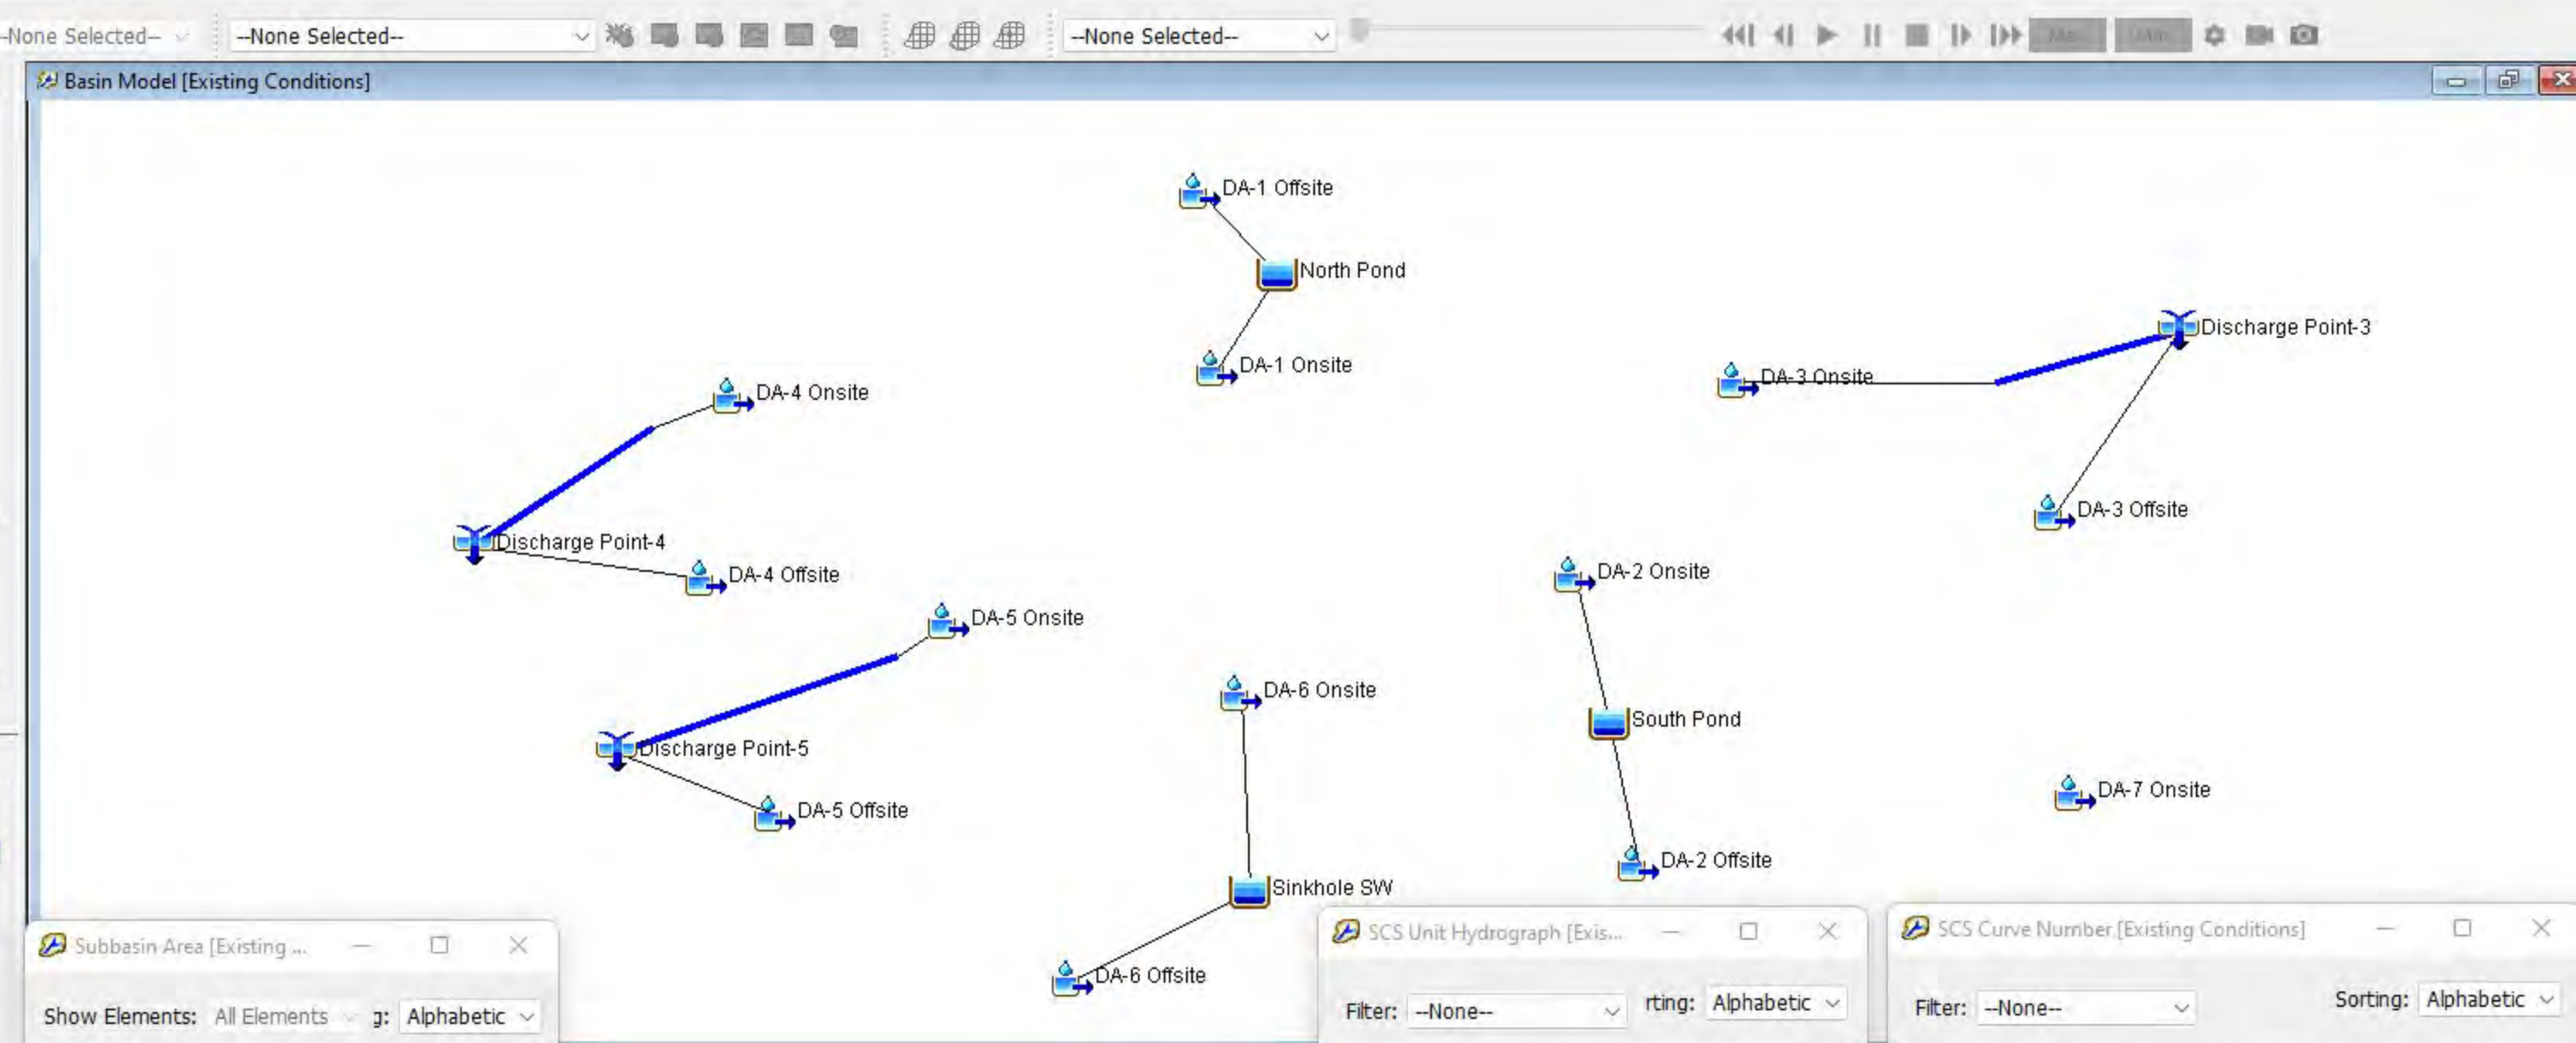 -None Selected--
--None Selected--
--None Selected--
Basin Model [Existing Conditions]
DA-1 Offsite
North Pond
Discharge Point-3
DA-1 Onsite
DA-3 Onsite
DA-4 Onsite
DA-3 Offsite
Discharge Point-4
DA-2 Onsite
DA-4 Offsite
DA-5 Onsite
DA-6 Onsite
South Pond
Discharge Point-5
DA-7 Onsite
DA-5 Offsite
DA-2 Offsite
Sinkhole SW
DA-6 Offsite
Subbasin Area [Existing ...
Show Elements: All Elements g: Alphabetic
SCS Unit Hydrograph [Exis...
Filter: --None-- rting: Alphabetic
SCS Curve Number [Existing Conditions]
Filter: --None-- Sorting: Alphabetic